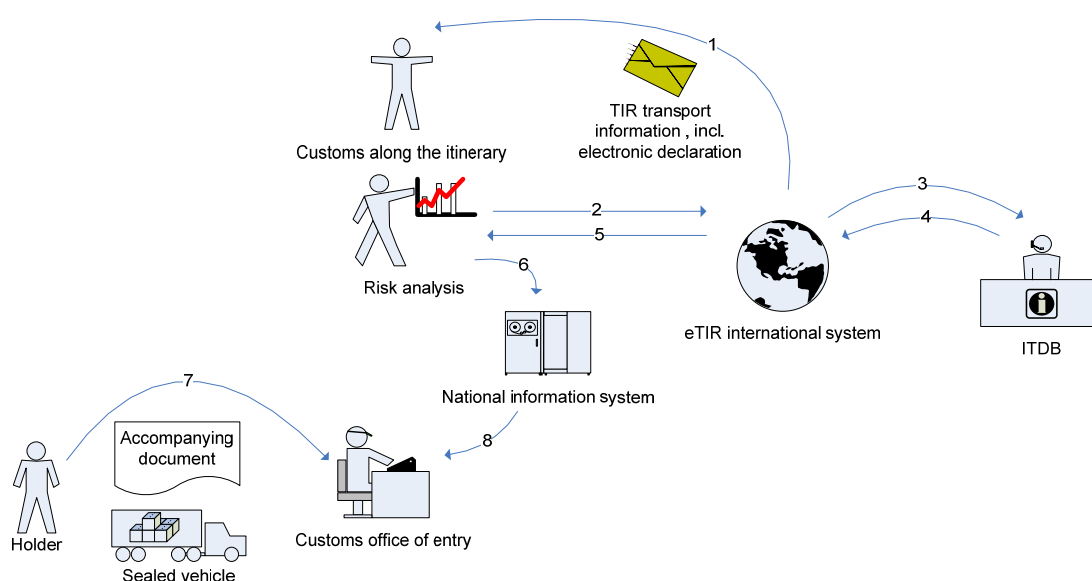 1
TIR transport
information , incl.
electronic declaration
Customs along the itinerary
2
3
4
5
Risk analysis
6
eTIR international system
i
ITDB
National information system
7
8
Accompanying
document
Holder
Customs office of entry
Sealed vehicle